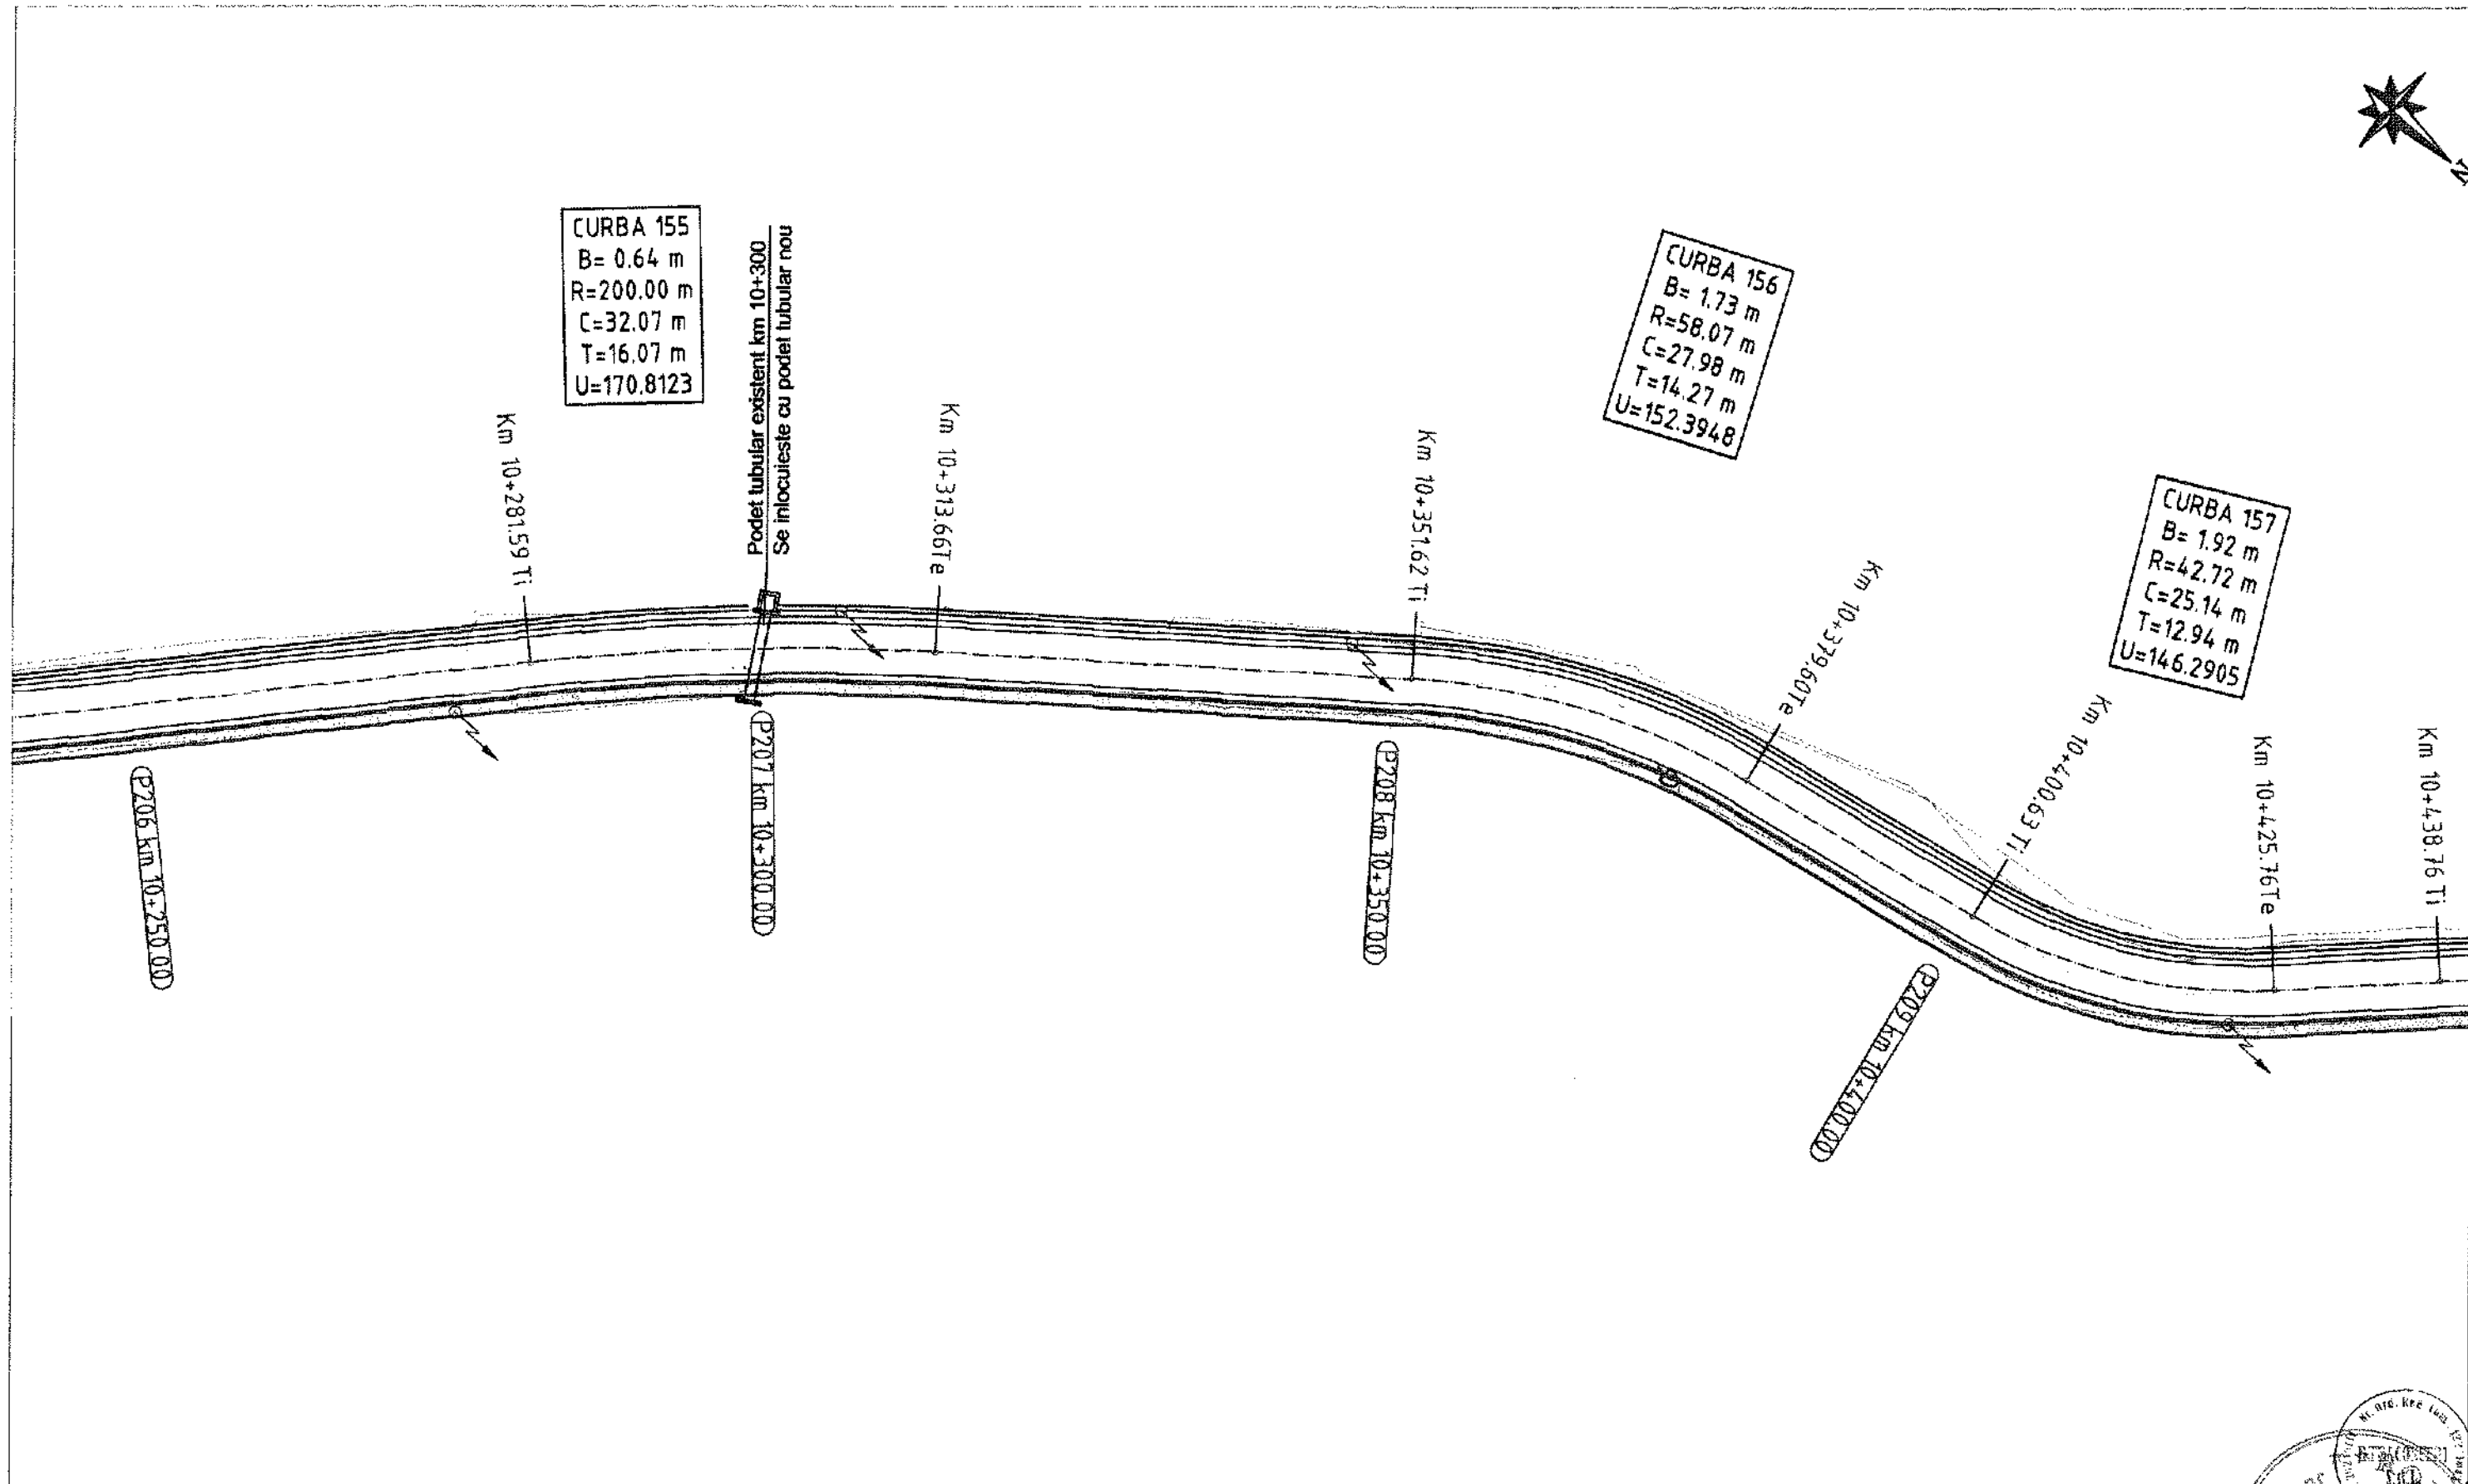 N
CURBA 155
B= 0.64 m
R=200.00 m
C=32.07 m
T=16.07 m
U=170.8123
Podet tubular existent km 10+300
Se inlocuieste cu podet tubular nou
CURBA 156
B= 1.73 m
R=58.07 m
C=27.98 m
T=14.27 m
U=152.3948
CURBA 157
B= 1.92 m
R=42.72 m
C=25.14 m
T=12.94 m
U=146.2905
Km 10+281.59 Ti
Km 10+313.66Te
Km 10+351.62 Ti
Km 10+379.60Te
Km 10+400.63 Ti
Km 10+425.76Te
Km 10+438.76 Ti
P206 km 10+250.00
P207 km 10+300.00
P208 km 10+350.00
P209 km 10+400.00